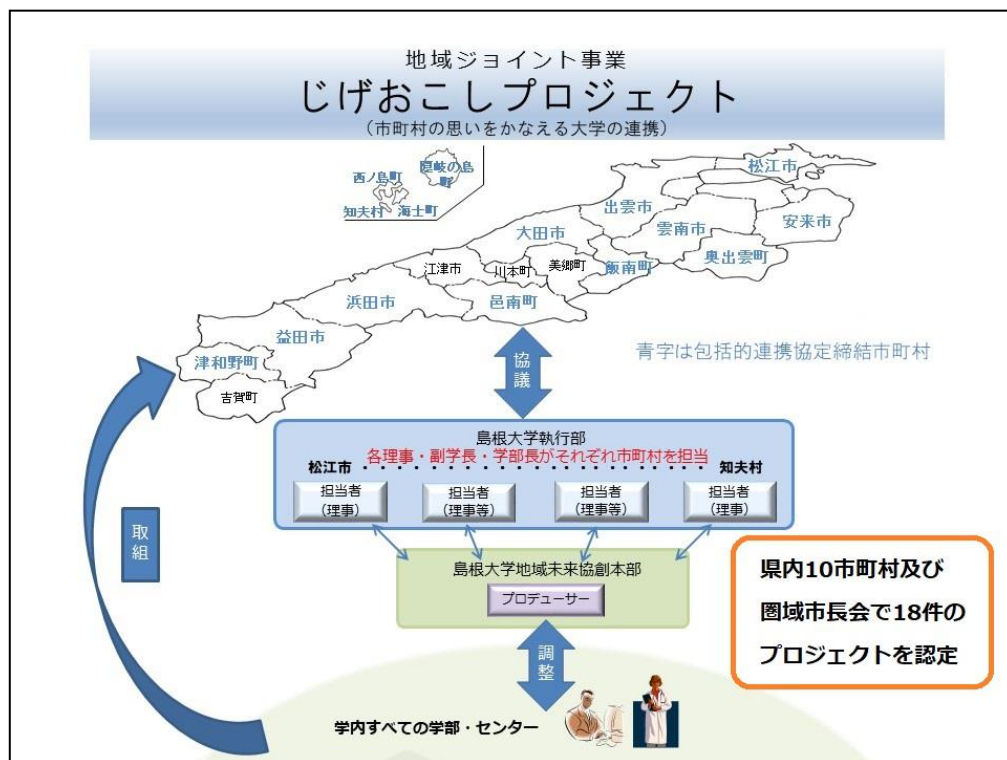 地域ジョイント事業
じげおこしプロジェクト
（市町村の思いをかなえる大学の連携）
隠岐の島町
西ノ島町
知夫村
海士町
松江市
出雲市
安来市
雲南市
大田市
奥出雲町
飯南町
美郷町
川本町
江津市
邑南町
浜田市
益田市
津和野町
吉賀町
青字は包括的連携協定締結市町村
協議
島根大学執行部
各理事・副学長・学部長がそれぞれ市町村を担当
松江市 ・・・・・・・・・・・・・・・・・・・・・・ 知夫村
担当者
（理事）
担当者
（理事等）
担当者
（理事等）
担当者
（理事）
取組
島根大学地域未来協創本部
プロデューサー
県内10市町村及び
圏域市長会で18件の
プロジェクトを認定
調整
学内すべての学部・センター